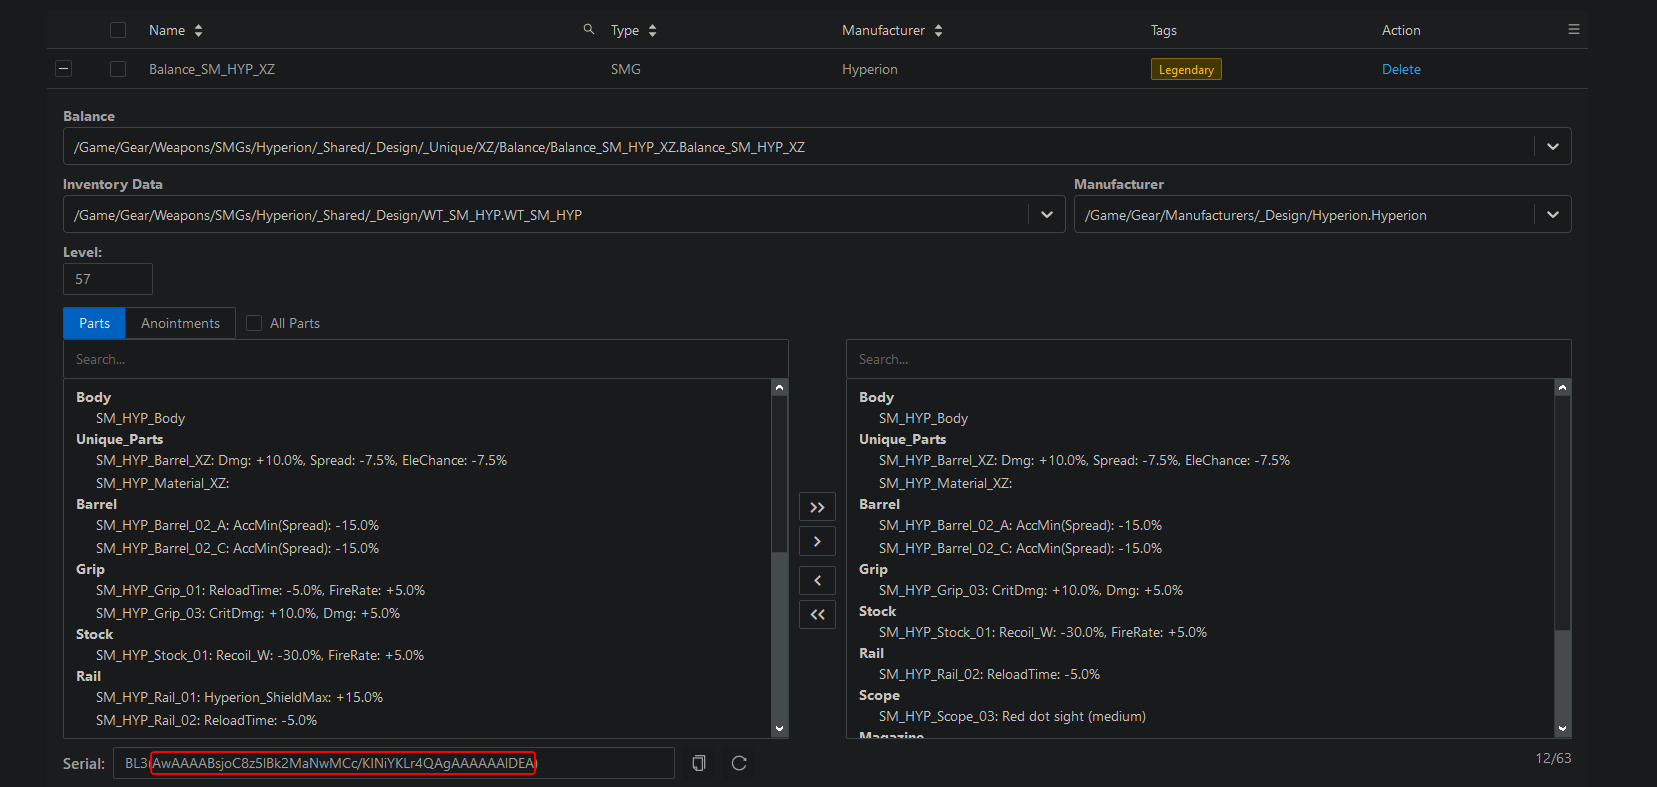 Name Type Manufacturer Tags Action
Balance_SM_HYP_XZ SMG Hyperion Legendary Delete
Balance
/Game/Gear/Weapons/SMGs/Hyperion/_Shared/_Design/_Unique/XZ/Balance/Balance_SM_HYP_XZ.Balance_SM_HYP_XZ
Inventory Data Manufacturer
/Game/Gear/Weapons/SMGs/Hyperion/_Shared/_Design/WT_SM_HYP.WT_SM_HYP /Game/Gear/Manufacturers/_Design/Hyperion.Hyperion
Level:
57
Parts Anointments All Parts
Search...
Body
SM_HYP_Body
Unique_Parts
SM_HYP_Barrel_XZ: Dmg: +10.0%, Spread: -7.5%, EleChance: -7.5%
SM_HYP_Material_XZ:
Barrel
SM_HYP_Barrel_02_A: AccMin(Spread): -15.0%
SM_HYP_Barrel_02_C: AccMin(Spread): -15.0%
Grip
SM_HYP_Grip_01: ReloadTime: -5.0%, FireRate: +5.0%
SM_HYP_Grip_03: CritDmg: +10.0%, Dmg: +5.0%
Stock
SM_HYP_Stock_01: Recoil_W: -30.0%, FireRate: +5.0%
Rail
SM_HYP_Rail_01: Hyperion_ShieldMax: +15.0%
SM_HYP_Rail_02: ReloadTime: -5.0%
Search...
Body
SM_HYP_Body
Unique_Parts
SM_HYP_Barrel_XZ: Dmg: +10.0%, Spread: -7.5%, EleChance: -7.5%
SM_HYP_Material_XZ:
Barrel
SM_HYP_Barrel_02_A: AccMin(Spread): -15.0%
SM_HYP_Barrel_02_C: AccMin(Spread): -15.0%
Grip
SM_HYP_Grip_03: CritDmg: +10.0%, Dmg: +5.0%
Stock
SM_HYP_Stock_01: Recoil_W: -30.0%, FireRate: +5.0%
Rail
SM_HYP_Rail_02: ReloadTime: -5.0%
Scope
SM_HYP_Scope_03: Red dot sight (medium)
Magazine
Serial: BL3(AwAAAABsjoC8z5lBk2MaNwMCc/KlNiYKLr4QAgAAAAAAlDEA)
12/63